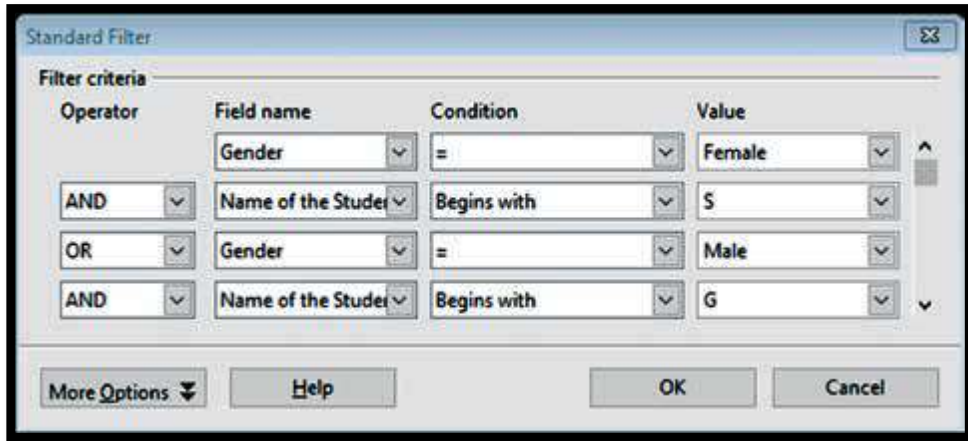 Standard Filter
Filter criteria
Operator Field name Condition Value
Gender = Female
AND Name of the Studer Begins with S
OR Gender = Male
AND Name of the Studer Begins with G
More Options Help OK Cancel